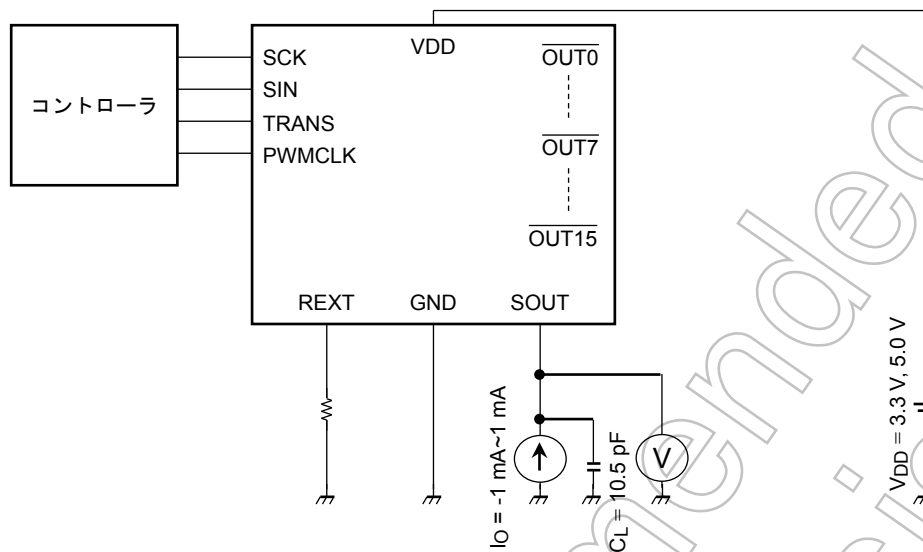 VDD
OUT0
SCK
SIN
コントローラ
TRANS
OUT7
PWMCLK
OUT15
REXT
GND
SOUT
IO = -1 mA~1 mA
CL = 10.5 pF
V
VDD = 3.3 V, 5.0 V
mended